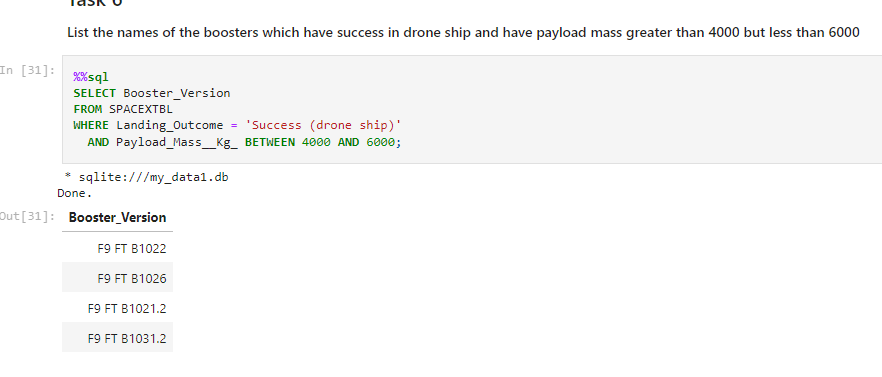 Task 6
List the names of the boosters which have success in drone ship and have payload mass greater than 4000 but less than 6000
In [31]:
%%sql
SELECT Booster_Version
FROM SPACEXTBL
WHERE Landing_Outcome = 'Success (drone ship)'
AND Payload_Mass__Kg_ BETWEEN 4000 AND 6000;
* sqlite:///my_data1.db
Done.
Out[31]:
Booster_Version
F9 FT B1022
F9 FT B1026
F9 FT B1021.2
F9 FT B1031.2